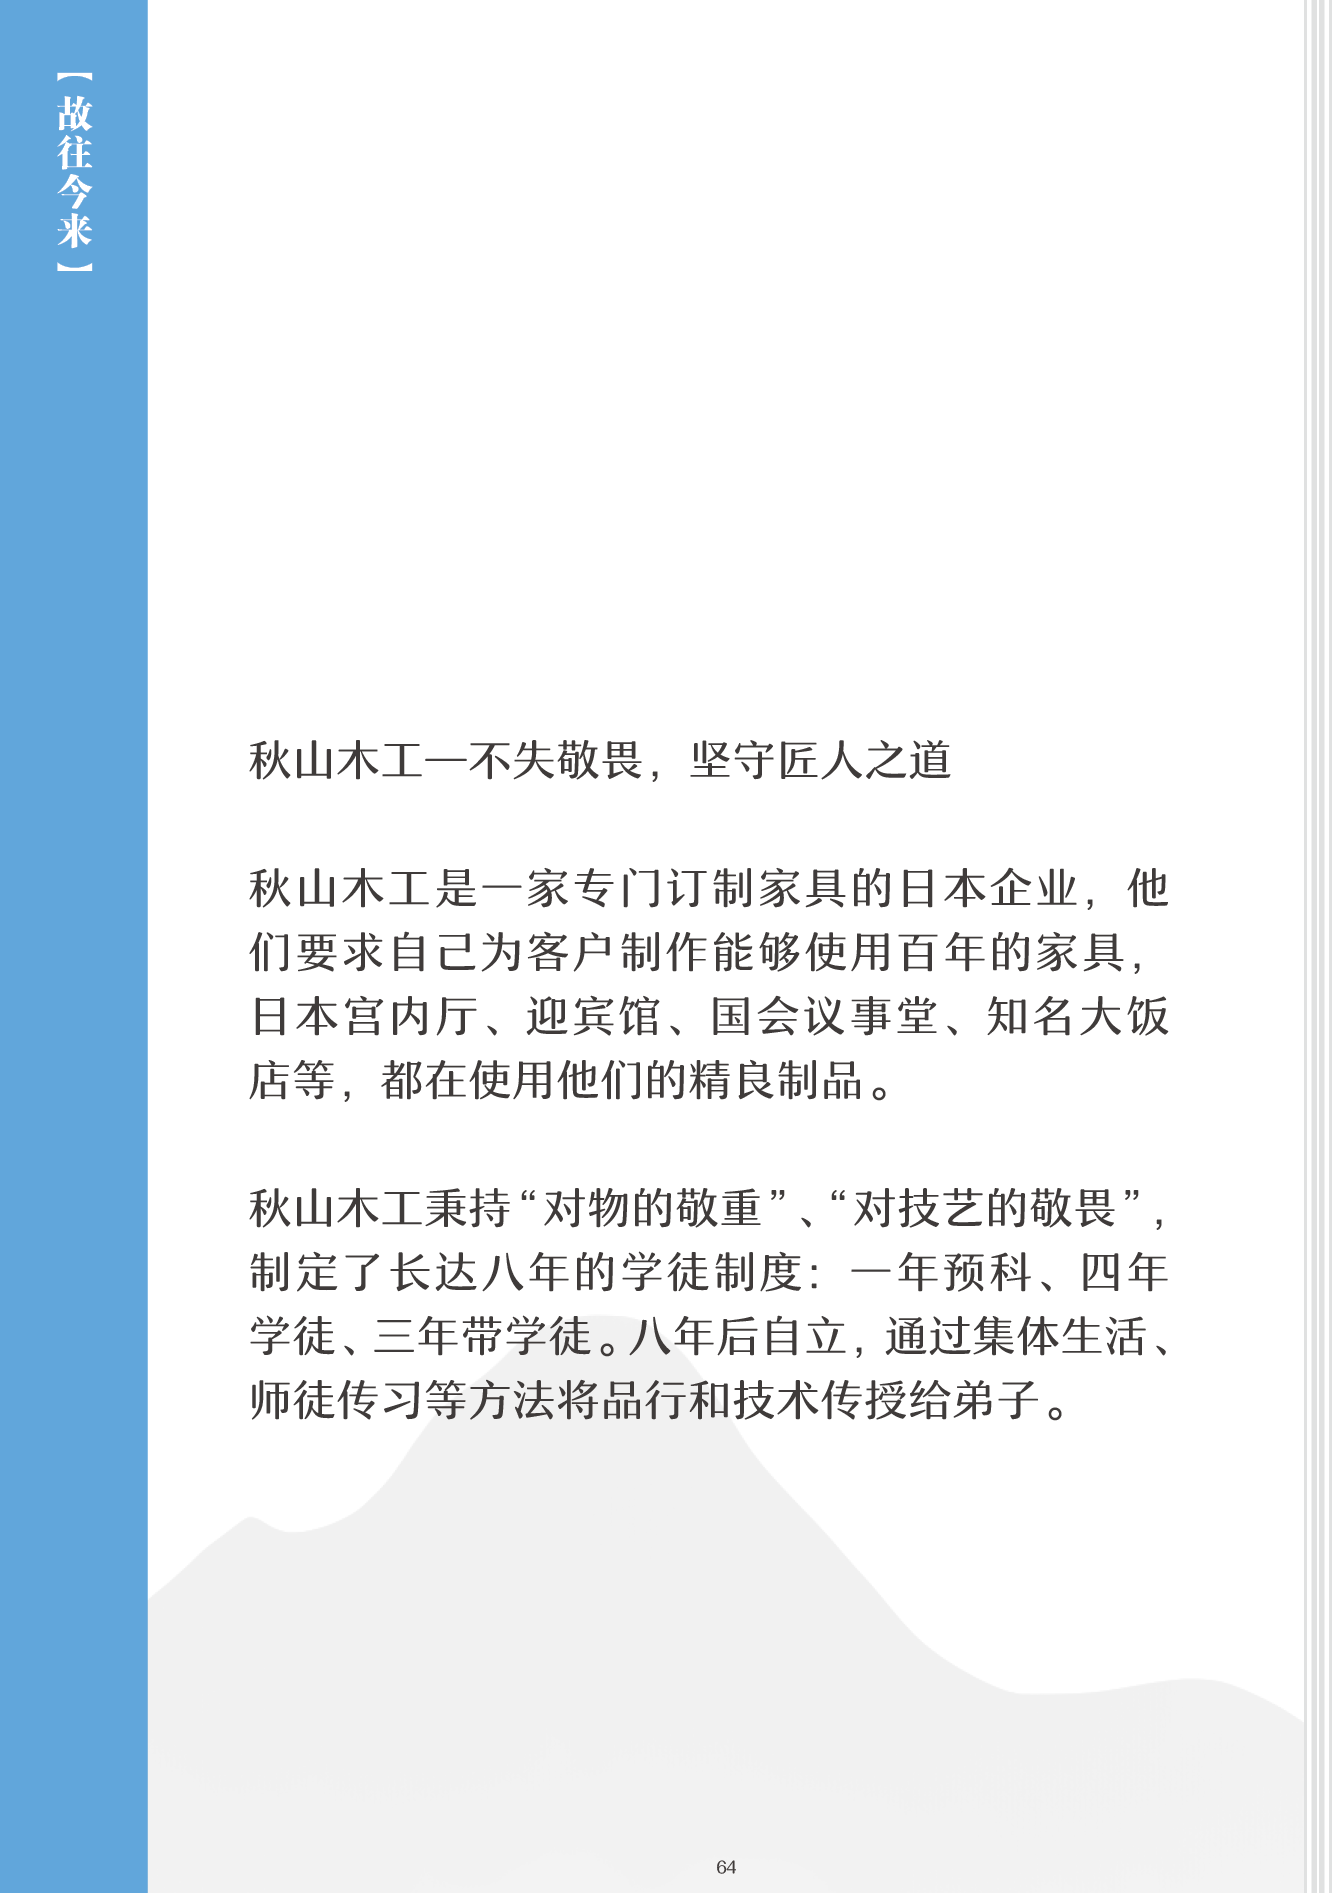 【故往今来】
秋山木工—不失敬畏，坚守匠人之道
秋山木工是一家专门订制家具的日本企业，他
们要求自己为客户制作能够使用百年的家具，
日本宫内厅、迎宾馆、国会议事堂、知名大饭
店等，都在使用他们的精良制品。
秋山木工秉持“对物的敬重”、“对技艺的敬畏”，
制定了长达八年的学徒制度：一年预科、四年
学徒、三年带学徒。八年后自立，通过集体生活、
师徒传习等方法将品行和技术传授给弟子。
64